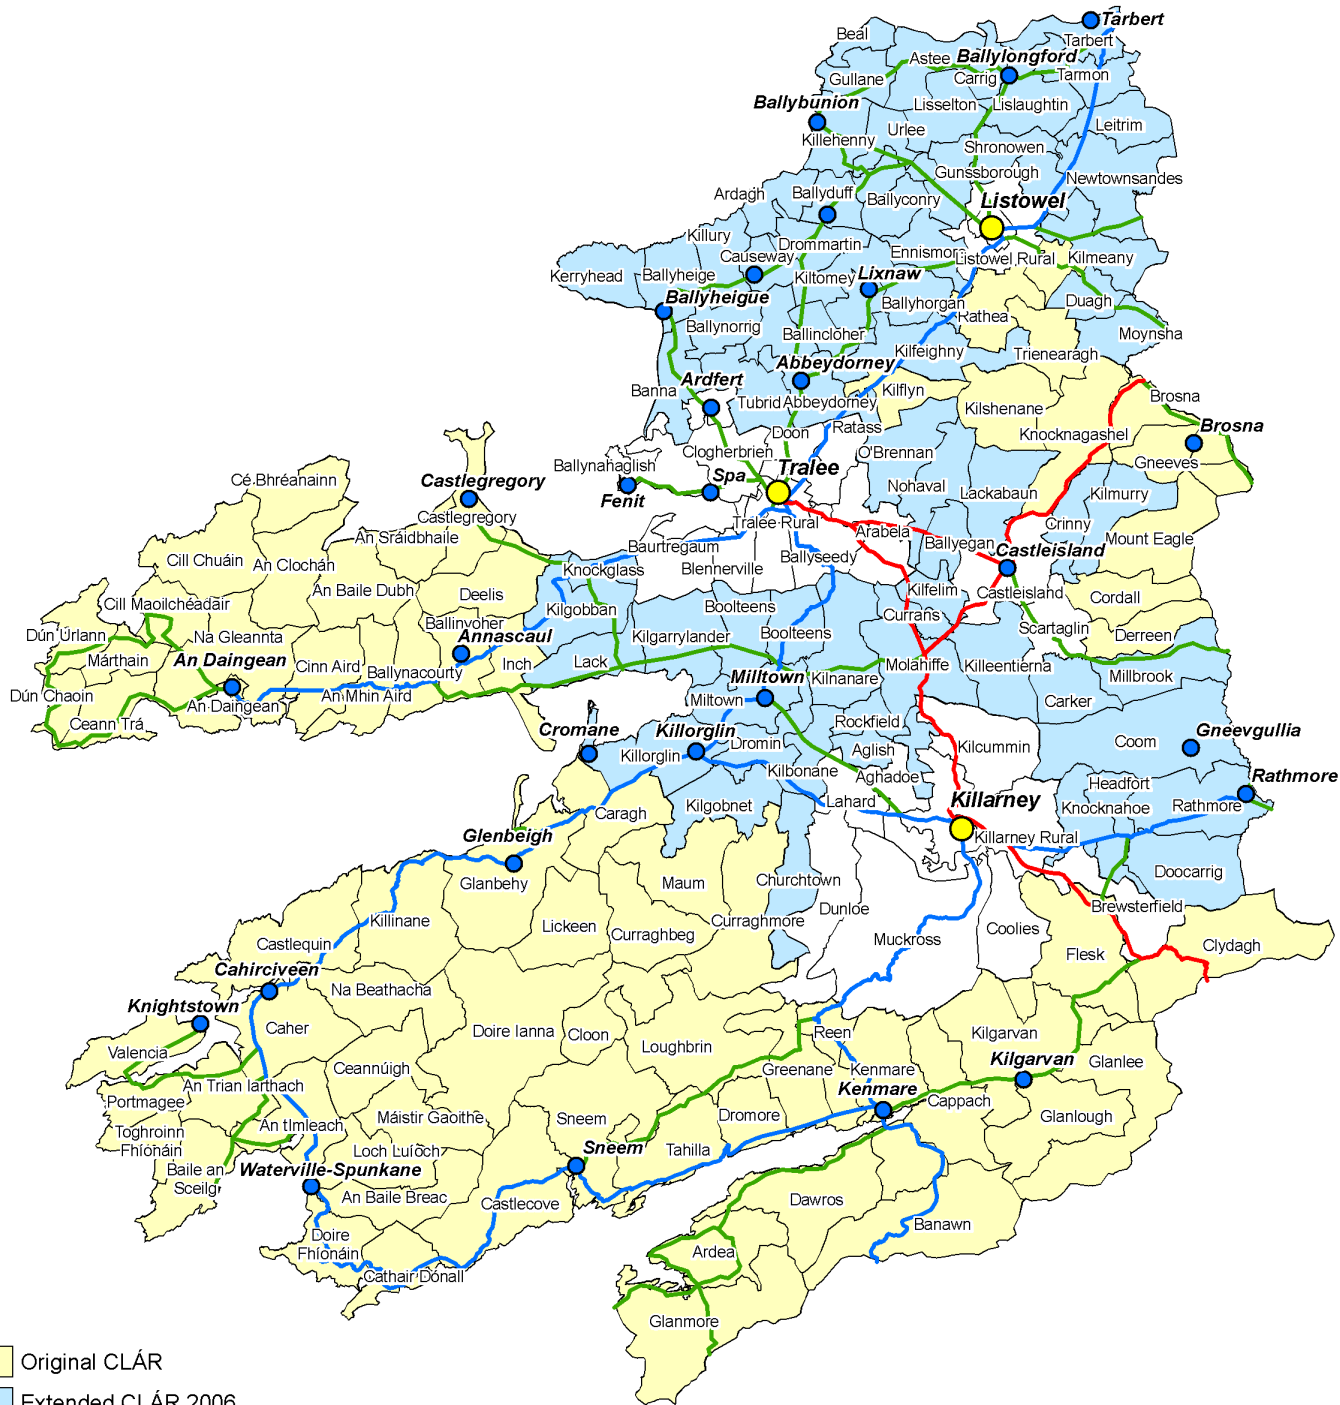 Tarbert
Beál
Tarbert
Astee
Ballylongford
Gullane
Carrig
Tarmon
Ballybunion
Lisselton
Lislaughtin
Killehenny
Urlee
Leitrim
Shronowen
Gunssborough
Newtownsandes
Ardagh
Ballyduff
Ballyconry
Listowel
Killury
Drommartin
Ennismore
Listowel Rural
Kilmeany
Kerryhead
Ballyheige
Causeway
Kiltomey
Lixnaw
Ballyheigue
Ballyhorgan
Duagh
Ballynorrig
Rathea
Ballincloher
Moynsha
Kilfeighny
Trienearagh
Abbeydorney
Ardfert
Banna
Kilflyn
Tubrid
Abbeydorney
Kilshenane
Brosna
Doon
Ratass
Knocknagashel
Brosna
Clogherbrien
O'Brennan
Ballynahaglish
Spa
Tralee
Gneeves
Cé Bhréanainn
Castlegregory
Fenit
Nohaval
Lackabaun
Kilmurry
Castlegregory
Tralee Rural
Crinny
An Sráidbhaile
Baurtregaum
Arabela
Ballyegan
Castleisland
Mount Eagle
Cill Chuáin
An Clochán
Knockglass
Blennerville
Ballyseedy
An Baile Dubh
Deelis
Kilfelim
Castleisland
Cordall
Cill Maoilchéadair
Kilgobban
Boolteens
Currans
Dún Úrlann
Na Gleannta
Ballinvoher
Annascaul
Kilgarrylander
Boolteens
Scartaglin
Derreen
Márthain
An Daingean
Cinn Aird
Ballynacourty
Inch
Lack
Molahiffe
Killeentierna
Millbrook
Dún Chaoin
An Daingean
An Mhin Aird
Milltown
Kilnanare
Ceann Trá
Miltown
Carker
Cromane
Killorglin
Rockfield
Dromin
Aglish
Kilcummin
Coom
Gneevgullia
Killorglin
Kilbonane
Aghadoe
Headfort
Rathmore
Caragh
Kilgobnet
Lahard
Killarney
Knocknahoe
Rathmore
Glenbeigh
Killarney Rural
Glanbehy
Maum
Churchtown
Doocarrig
Killinane
Lickeen
Curraghbeg
Curraghmore
Dunloe
Brewsterfield
Castlequin
Muckross
Coolies
Flesk
Clydagh
Cahirciveen
Na Beathacha
Knightstown
Caher
Doire Ianna
Cloon
Loughbrin
Reen
Kilgarvan
Valencia
Ceannúigh
Greenane
Kenmare
Kilgarvan
Glanlee
An Trian Iarthach
Portmagee
Kenmare
Cappach
Máistir Gaoithe
Sneem
Dromore
Glanlough
Toghroinn
Fhíónáin
An tImleach
Loch Luíoch
Sneem
Tahilla
Baile an
Sceilg
Waterville-Spunkane
An Baile Breac
Castlecove
Dawros
Doire
Fhíonáin
Banawn
Cathair Dónall
Ardea
Glanmore
Original CLÁR
Extended CLÁR 2006